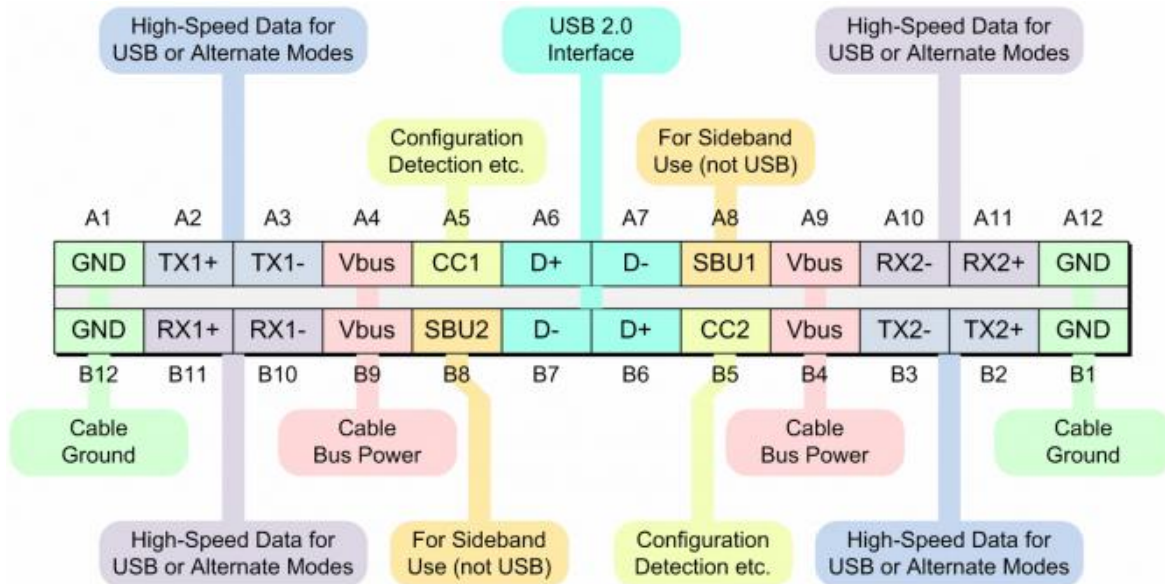 High-Speed Data for
USB or Alternate Modes
USB 2.0
Interface
High-Speed Data for
USB or Alternate Modes
Configuration
Detection etc.
For Sideband
Use (not USB)
A1 A2 A3 A4 A5 A6 A7 A8 A9 A10 A11 A12
GND TX1+ TX1- Vbus CC1 D+ D- SBU1 Vbus RX2- RX2+ GND
GND RX1+ RX1- Vbus SBU2 D- D+ CC2 Vbus TX2- TX2+ GND
B12 B11 B10 B9 B8 B7 B6 B5 B4 B3 B2 B1
Cable
Ground
Cable
Bus Power
Cable
Bus Power
Cable
Ground
High-Speed Data for
USB or Alternate Modes
For Sideband
Use (not USB)
Configuration
Detection etc.
High-Speed Data for
USB or Alternate Modes